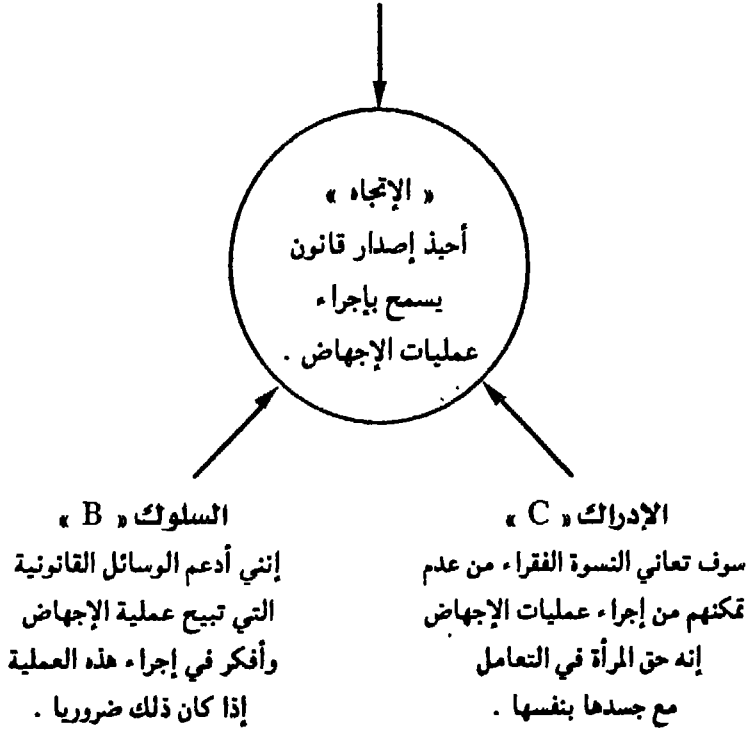 « الإتجاه »
أحبذ إصدار قانون
يسمح بإجراء
عمليات الإجهاض .
الإدراك « C »
سوف تعاني النسوة الفقراء من عدم
تمكنهم من إجراء عمليات الإجهاض
إنه حق المرأة في التعامل
مع جسدها بنفسها .
السلوك « B »
إنني أدعم الوسائل القانونية
التي تبيح عملية الإجهاض
وأفكر في إجراء هذه العملية
إذا كان ذلك ضروريا .